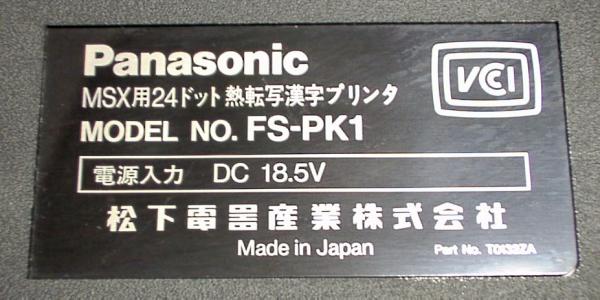 Panasonic
VCCI
MSX用24ドット熱転写漢字プリンタ
MODEL NO. FS-PK1
電源入力 DC 18.5V
松下電器産業株式会社
Made in Japan
Part No.